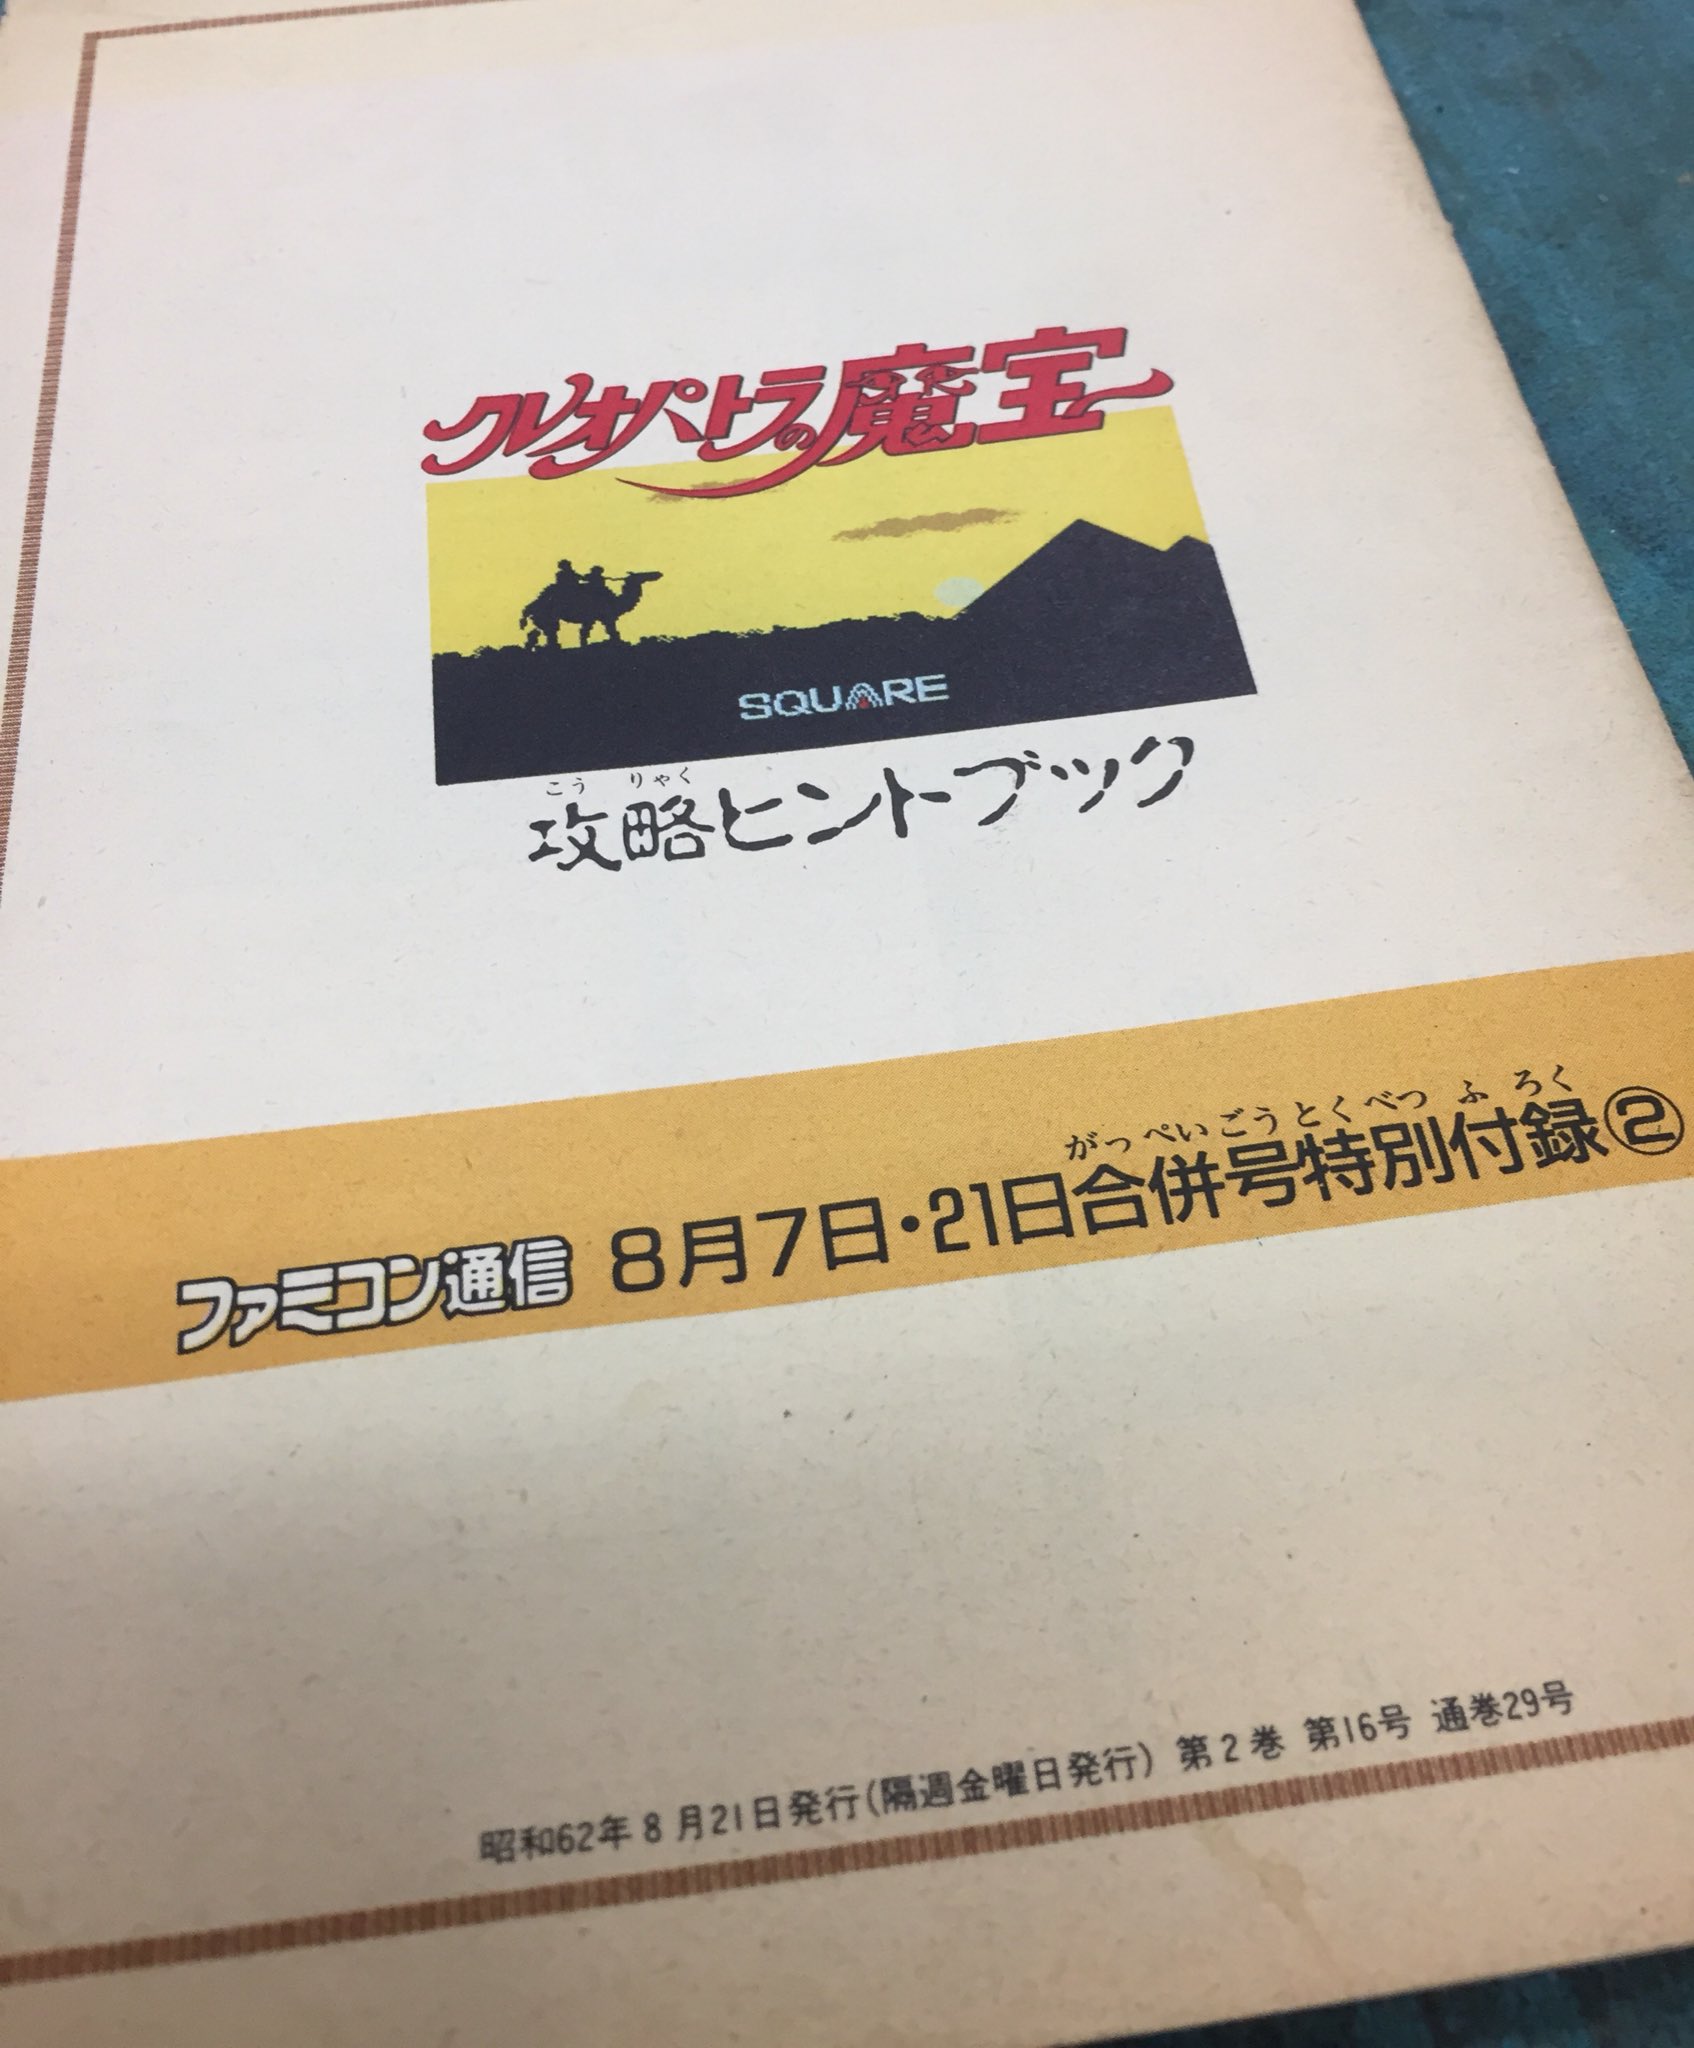 クレオパトラの魔宝
SQUARE
こうりゃく
攻略ヒントブック
がっぺいごうとくべつふろく
ファミコン通信 8月7日・21日合併号特別付録②
昭和62年8月21日発行(隔週金曜日発行) 第2巻 第16号 通巻29号